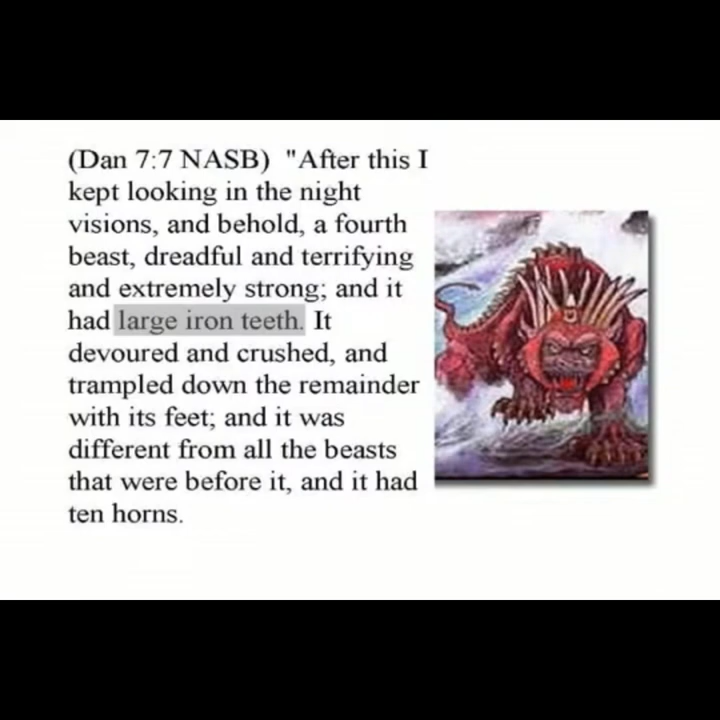 (Dan 7:7 NASB)  "After this I
kept looking in the night
visions, and behold, a fourth
beast, dreadful and terrifying
and extremely strong; and it
had large iron teeth. It
devoured and crushed, and
trampled down the remainder
with its feet; and it was
different from all the beasts
that were before it, and it had
ten horns.